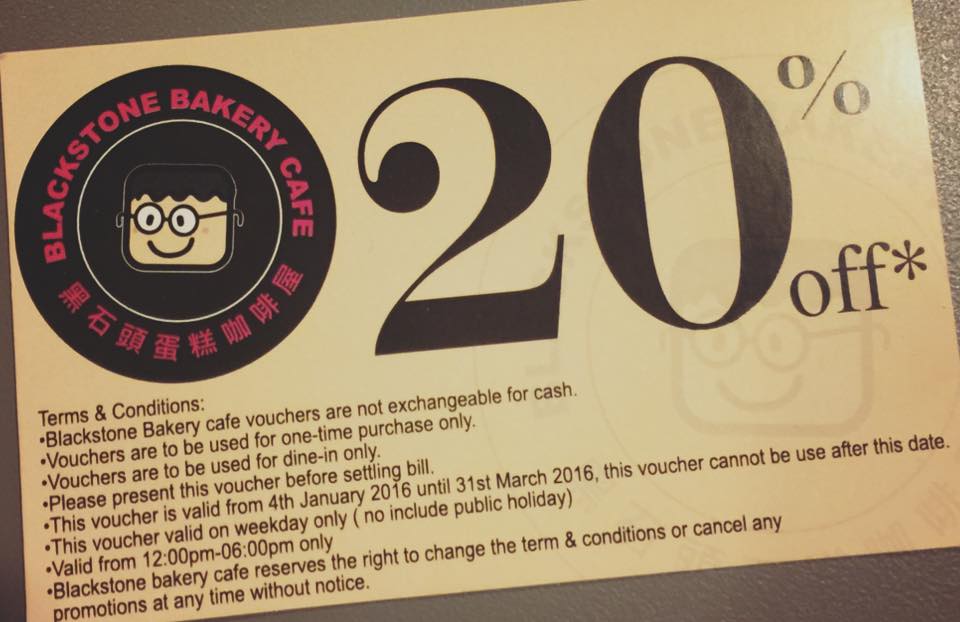 BLACKSTONE BAKERY CAFE
黑石頭蛋糕咖啡屋
20%
off*
Terms & Conditions:
•Blackstone Bakery cafe vouchers are not exchangeable for cash.
•Vouchers are to be used for one-time purchase only.
•Vouchers are to be used for dine-in only.
•Please present this voucher before settling bill.
•This voucher is valid from 4th January 2016 until 31st March 2016, this voucher cannot be use after this date.
•This voucher valid on weekday only ( no include public holiday)
•Valid from 12:00pm-06:00pm only
•Blackstone bakery cafe reserves the right to change the term & conditions or cancel any
promotions at any time without notice.